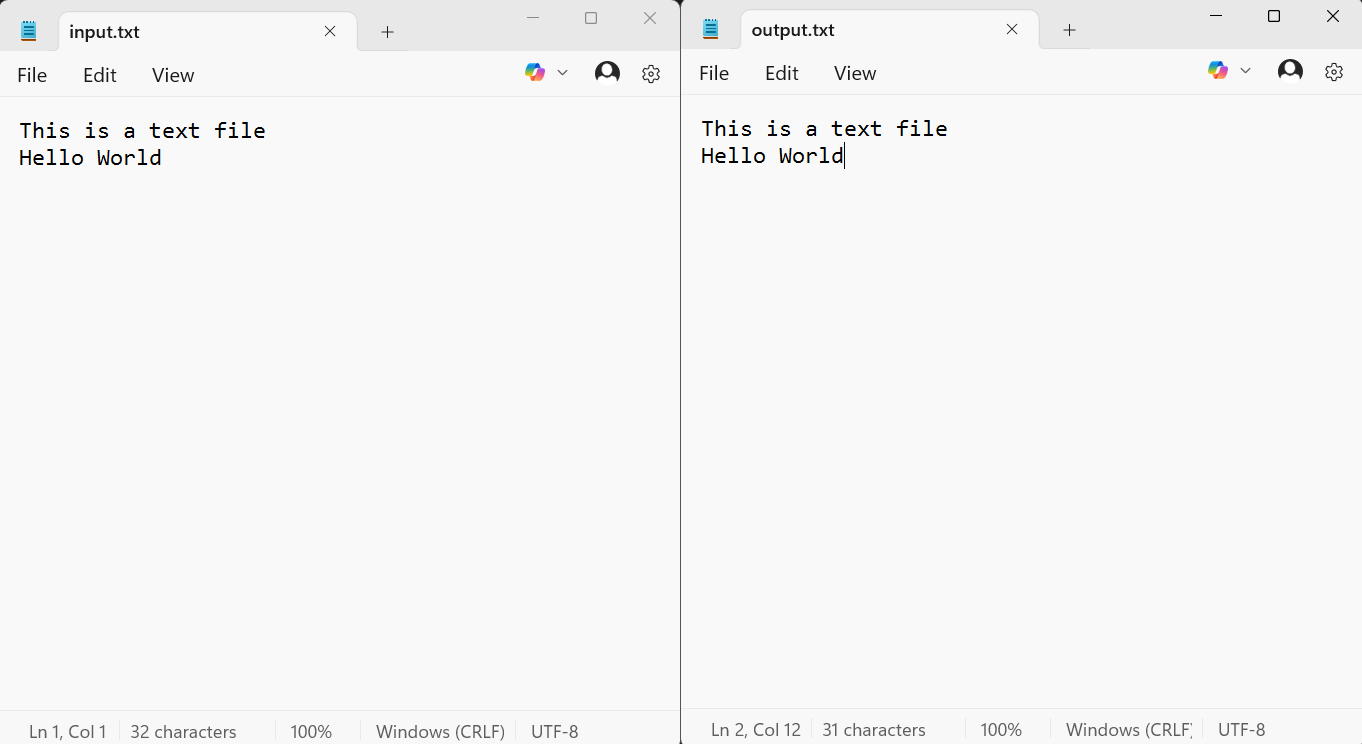 input.txt
File Edit View
This is a text file
Hello World
Ln 1, Col 1 32 characters 100% Windows (CRLF) UTF-8
output.txt
File Edit View
This is a text file
Hello World
Ln 2, Col 12 31 characters 100% Windows (CRLF) UTF-8